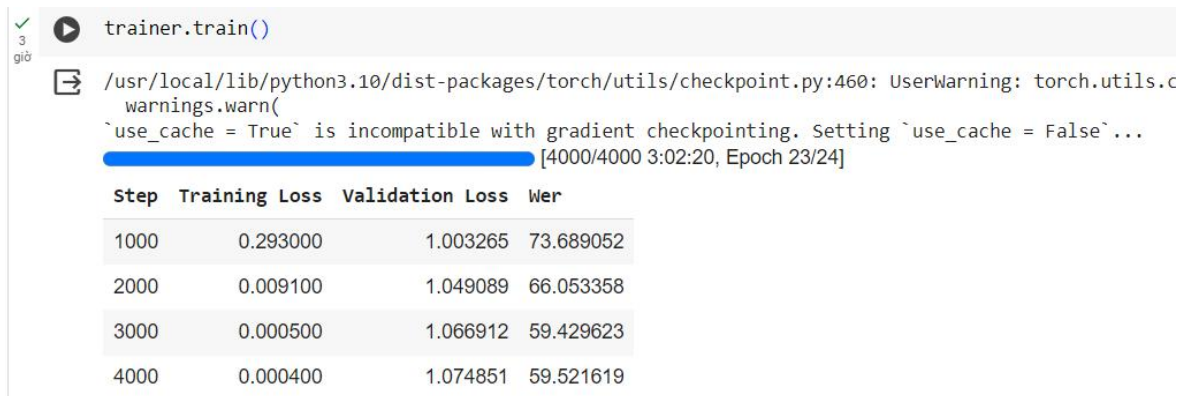 trainer.train()
3
giờ
/usr/local/lib/python3.10/dist-packages/torch/utils/checkpoint.py:460: UserWarning: torch.utils.c
warnings.warn(
`use_cache = True` is incompatible with gradient checkpointing. Setting `use_cache = False`...
[4000/4000 3:02:20, Epoch 23/24]
Step Training Loss Validation Loss Wer
1000 0.293000 1.003265 73.689052
2000 0.009100 1.049089 66.053358
3000 0.000500 1.066912 59.429623
4000 0.000400 1.074851 59.521619